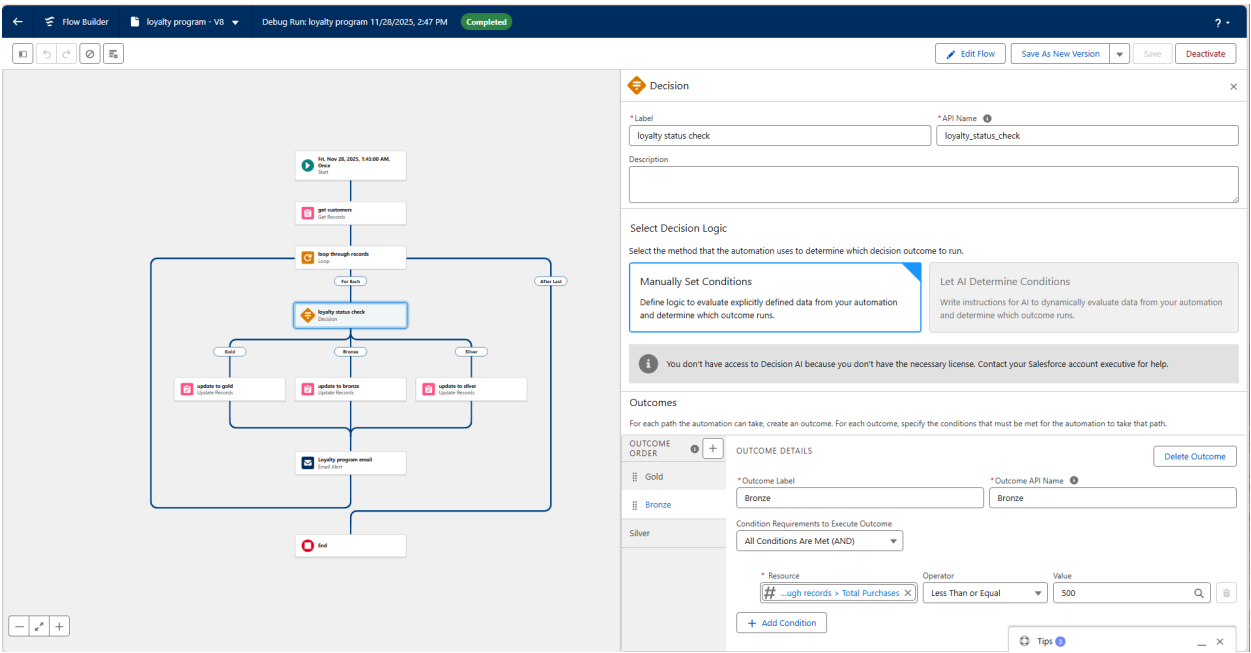 Flow Builder
loyalty program - V8
Debug Run: loyalty program 11/28/2025, 2:47 PM
Completed
?
Edit Flow
Save As New Version
Save
Deactivate
Fri, Nov 28, 2025, 1:45:00 AM,
Once
Start
get customers
Get Records
loop through records
Loop
For Each
After Last
loyalty status check
Decision
Gold
Bronze
Silver
update to gold
Update Records
update to bronze
Update Records
update to silver
Update Records
Loyalty program email
Email Alert
End
Decision
* Label
loyalty status check
* API Name
loyalty_status_check
Description
Select Decision Logic
Select the method that the automation uses to determine which decision outcome to run.
Manually Set Conditions
Define logic to evaluate explicitly defined data from your automation
and determine which outcome runs.
Let AI Determine Conditions
Write instructions for AI to dynamically evaluate data from your automation
and determine which outcome runs.
You don't have access to Decision AI because you don't have the necessary license. Contact your Salesforce account executive for help.
Outcomes
For each path the automation can take, create an outcome. For each outcome, specify the conditions that must be met for the automation to take that path.
OUTCOME
ORDER
Gold
Bronze
Silver
OUTCOME DETAILS
Delete Outcome
* Outcome Label
Bronze
* Outcome API Name
Bronze
Condition Requirements to Execute Outcome
All Conditions Are Met (AND)
* Resource
...ugh records > Total Purchases
Operator
Less Than or Equal
Value
500
+ Add Condition
Tips